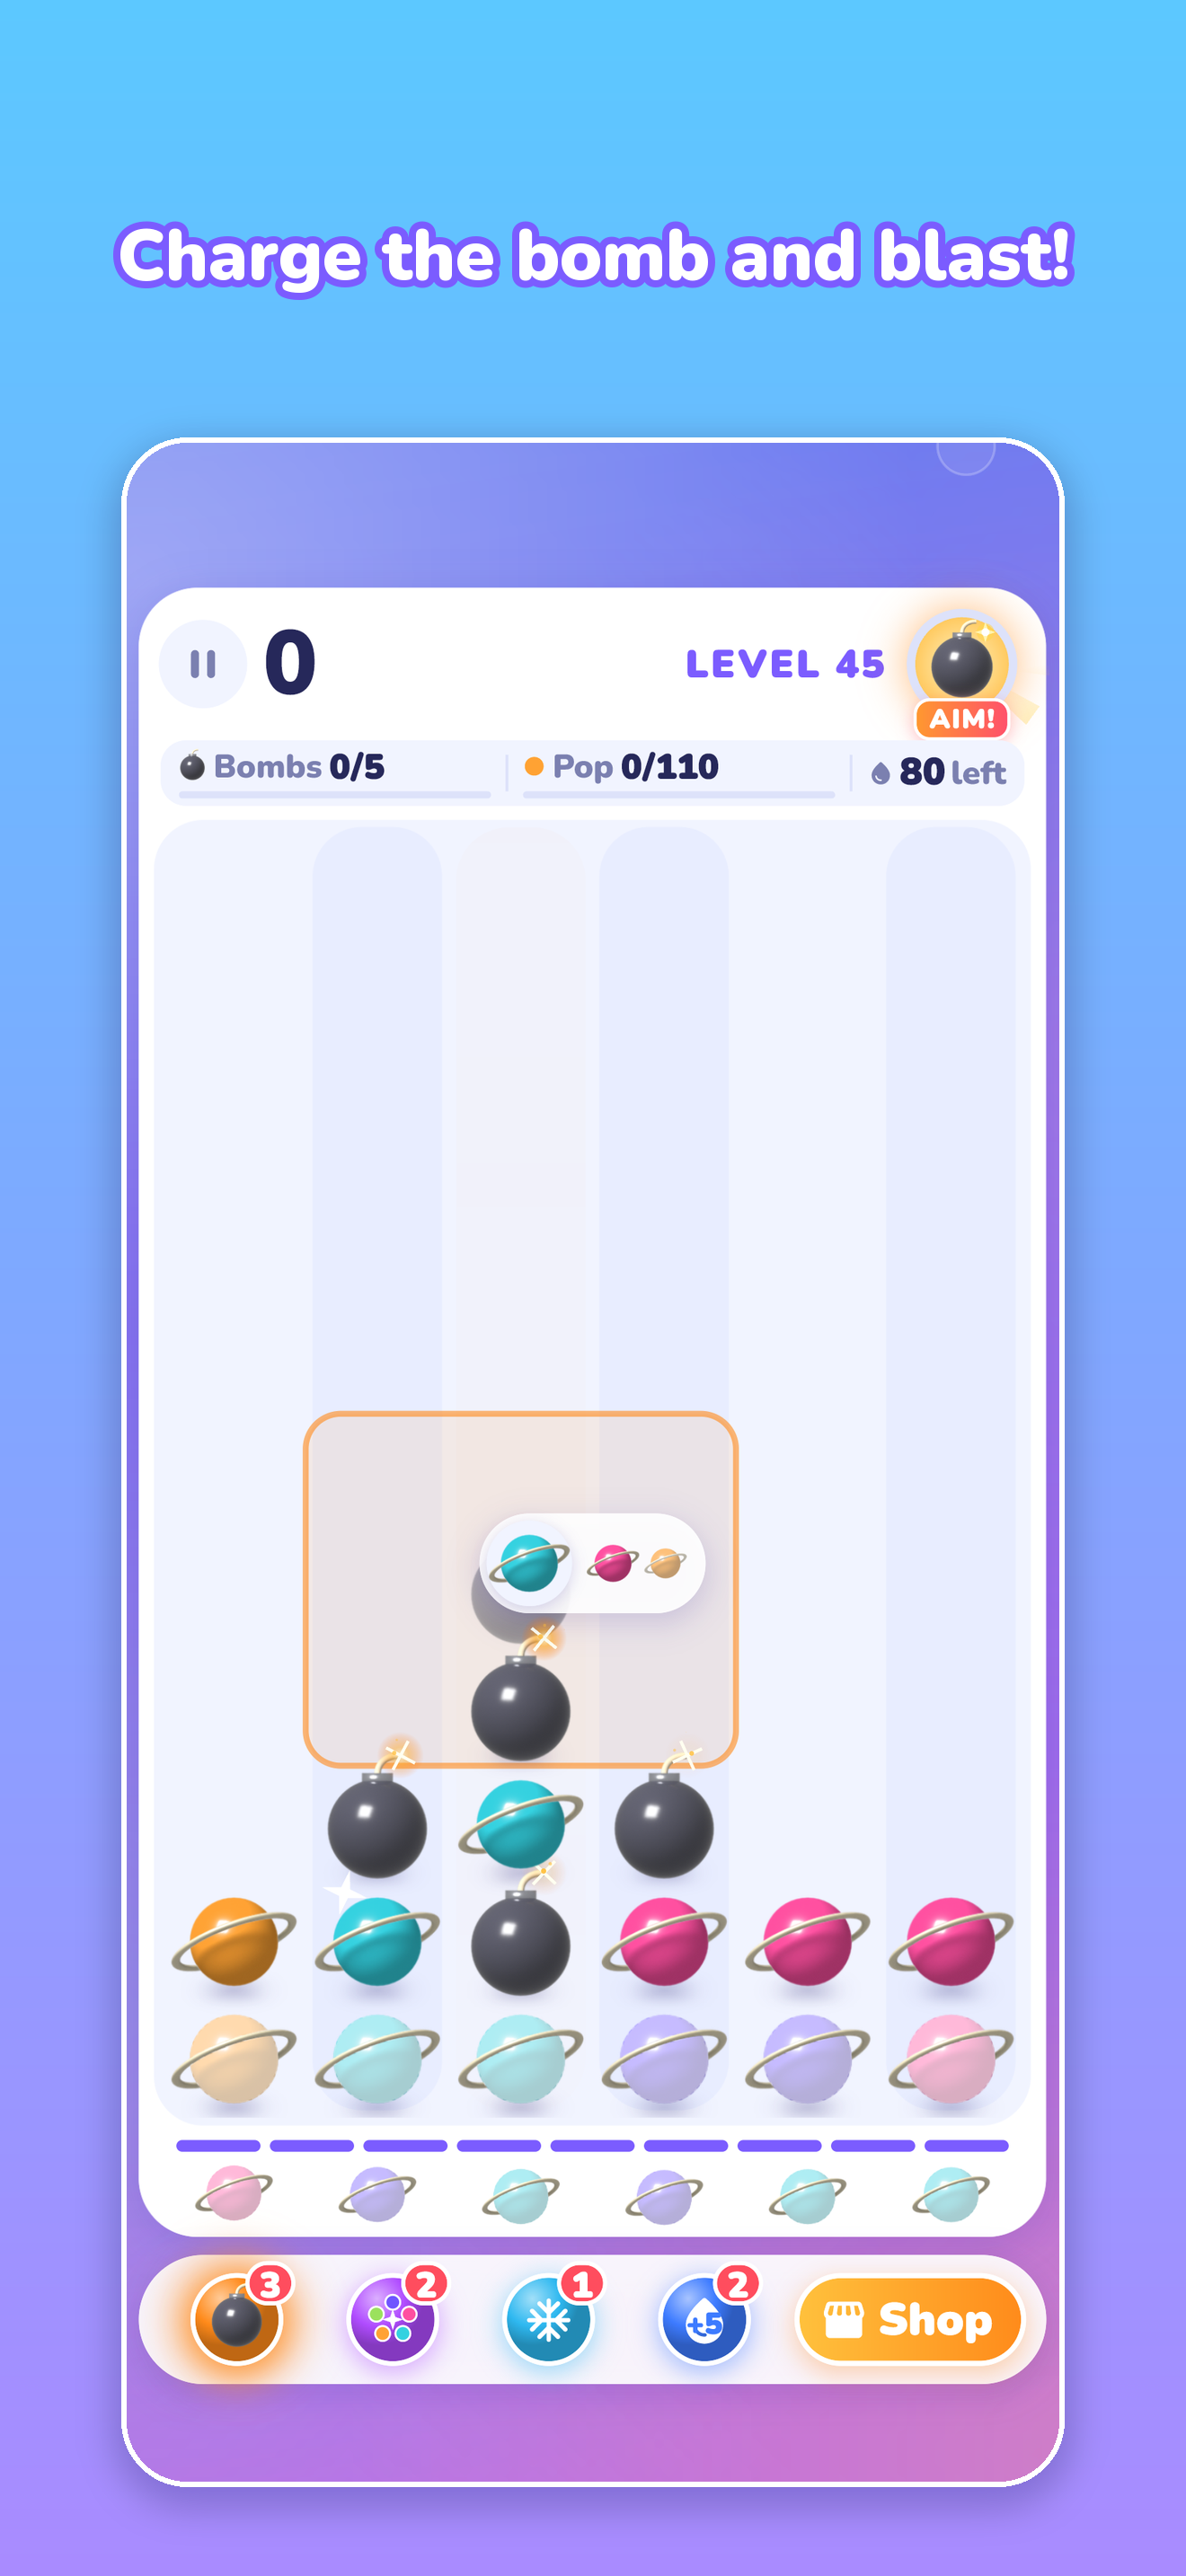 Charge the bomb and blast!
0
LEVEL 45
AIM!
Bombs 0/5
Pop 0/110
80 left
3
2
1
+5
2
Shop